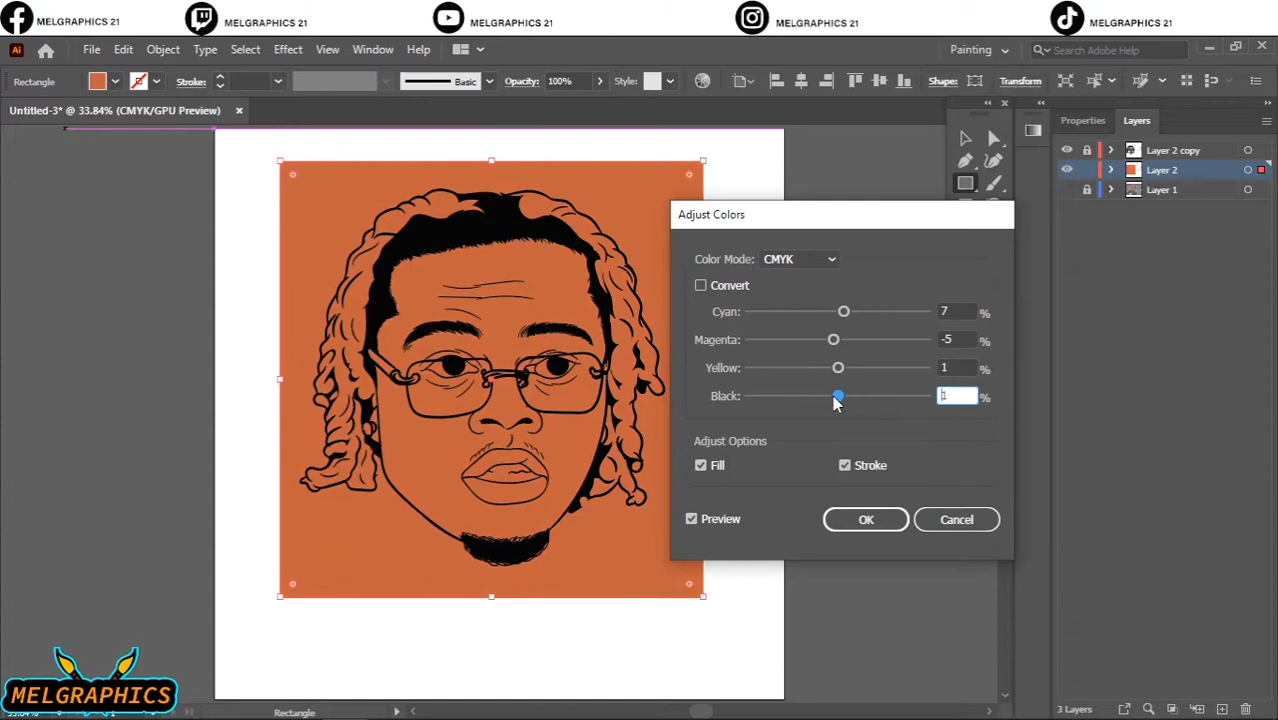 MELGRAPHICS 21 MELGRAPHICS 21 MELGRAPHICS 21 MELGRAPHICS 21 MELGRAPHICS 21
Ai File Edit Object Type Select Effect View Window Help Painting Search Adobe Help
Rectangle Stroke: Basic Opacity: 100% Style: Shape: Transform
Untitled-3* @ 33.84% (CMYK/GPU Preview) ×
Properties Layers
Layer 2 copy
Layer 2
Layer 1
Adjust Colors
Color Mode: CMYK
Convert
Cyan: 7 %
Magenta: -5 %
Yellow: 1 %
Black: 1 %
Adjust Options
Fill Stroke
Preview OK Cancel
MELGRAPHICS
Rectangle
3 Layers